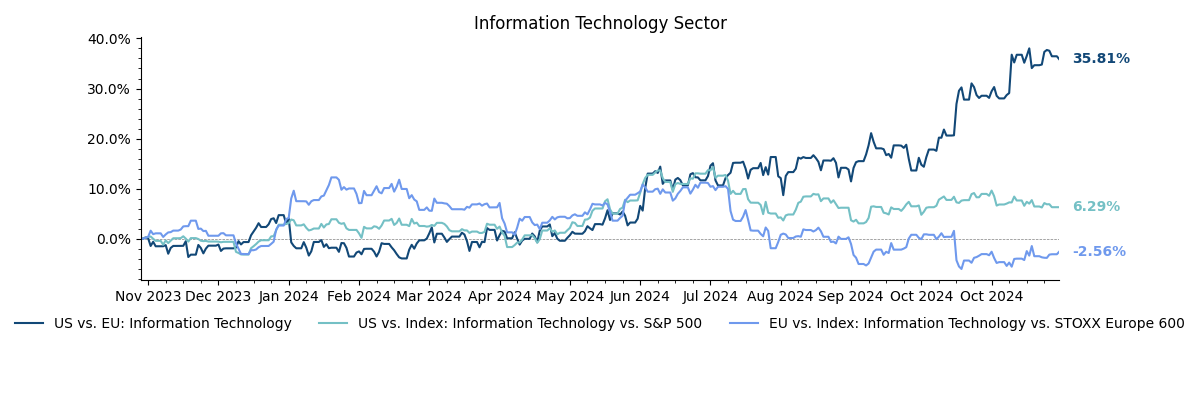 Information Technology Sector
40.0%
30.0%
20.0%
10.0%
0.0%
35.81%
6.29%
-2.56%
Nov 2023 Dec 2023 Jan 2024 Feb 2024 Mar 2024 Apr 2024 May 2024 Jun 2024 Jul 2024 Aug 2024 Sep 2024 Oct 2024 Oct 2024
US vs. EU: Information Technology US vs. Index: Information Technology vs. S&P 500 EU vs. Index: Information Technology vs. STOXX Europe 600